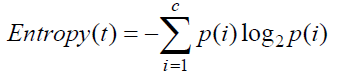 Entropy(t) = −∑_{i=1}^{c} p(i) log₂ p(i)